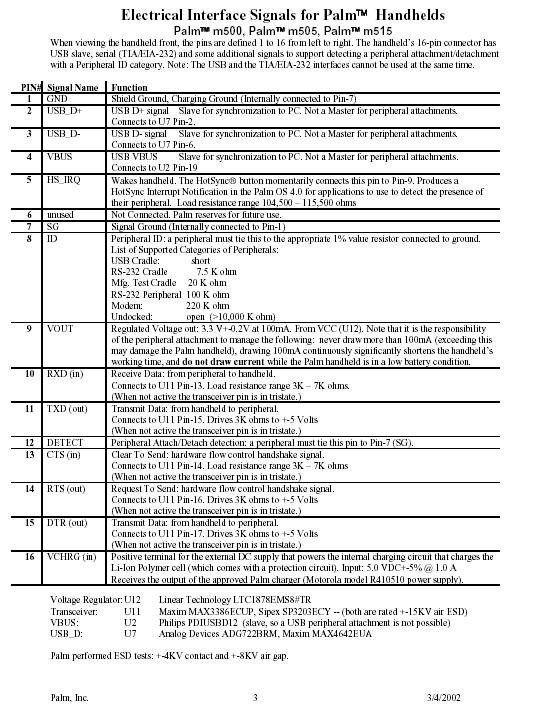 Electrical Interface Signals for Palm™ Handhelds
Palm™ m500, Palm™ m505, Palm™ m515
When viewing the handheld front, the pins are defined 1 to 16 from left to right. The handheld's 16-pin connector has
USB slave, serial (TIA/EIA-232) and some additional signals to support detecting a peripheral attachment/detachment
with a Peripheral ID category. Note: The USB and the TIA/EIA-232 interfaces cannot be used at the same time.
PIN# Signal Name Function
1 GND Shield Ground, Charging Ground (Internally connected to Pin-7)
2 USB_D+ USB D+ signal Slave for synchronization to PC. Not a Master for peripheral attachments.
Connects to U7 Pin-2.
3 USB_D- USB D- signal Slave for synchronization to PC. Not a Master for peripheral attachments.
Connects to U7 Pin-6.
4 VBUS USB VBUS Slave for synchronization to PC. Not a Master for peripheral attachments.
Connects to U2 Pin-19
5 HS_IRQ Wakes handheld. The HotSync® button momentarily connects this pin to Pin-9. Produces a
HotSync Interrupt Notification in the Palm OS 4.0 for applications to use to detect the presence of
their peripheral. Load resistance range 104,500 – 115,500 ohms
6 unused Not Connected. Palm reserves for future use.
7 SG Signal Ground (Internally connected to Pin-1)
8 ID Peripheral ID: a peripheral must tie this to the appropriate 1% value resistor connected to ground.
List of Supported Categories of Peripherals:
USB Cradle: short
RS-232 Cradle 7.5 K ohm
Mfg. Test Cradle 20 K ohm
RS-232 Peripheral 100 K ohm
Modem: 220 K ohm
Undocked: open (>10,000 K ohm)
9 VOUT Regulated Voltage out: 3.3 V+-0.2V at 100mA. From VCC (U12). Note that it is the responsibility
of the peripheral attachment to manage the following: never draw more than 100mA (exceeding this
may damage the Palm handheld), drawing 100mA continuously significantly shortens the handheld's
working time, and do not draw current while the Palm handheld is in a low battery condition.
10 RXD (in) Receive Data: from peripheral to handheld.
Connects to U11 Pin-13. Load resistance range 3K – 7K ohms.
(When not active the transceiver pin is in tristate.)
11 TXD (out) Transmit Data: from handheld to peripheral.
Connects to U11 Pin-15. Drives 3K ohms to +-5 Volts
(When not active the transceiver pin is in tristate.)
12 DETECT Peripheral Attach/Detach detection: a peripheral must tie this pin to Pin-7 (SG).
13 CTS (in) Clear To Send: hardware flow control handshake signal.
Connects to U11 Pin-14. Load resistance range 3K – 7K ohms
(When not active the transceiver pin is in tristate.)
14 RTS (out) Request To Send: hardware flow control handshake signal.
Connects to U11 Pin-16. Drives 3K ohms to +-5 Volts
(When not active the transceiver pin is in tristate.)
15 DTR (out) Transmit Data: from handheld to peripheral.
Connects to U11 Pin-17. Drives 3K ohms to +-5 Volts
(When not active the transceiver pin is in tristate.)
16 VCHRG (in) Positive terminal for the external DC supply that powers the internal charging circuit that charges the
Li-Ion Polymer cell (which comes with a protection circuit). Input: 5.0 VDC+-5% @ 1.0 A
Receives the output of the approved Palm charger (Motorola model R410510 power supply).
Voltage Regulator: U12 Linear Technology LTC1878EMS8#TR
Transceiver: U11 Maxim MAX3386ECUP, Sipex SP3203ECY -- (both are rated +-15KV air ESD)
VBUS: U2 Philips PDIUSBD12 (slave, so a USB peripheral attachment is not possible)
USB_D: U7 Analog Devices ADG722BRM, Maxim MAX4642EUA
Palm performed ESD tests: +-4KV contact and +-8KV air gap.
Palm, Inc. 3 3/4/2002